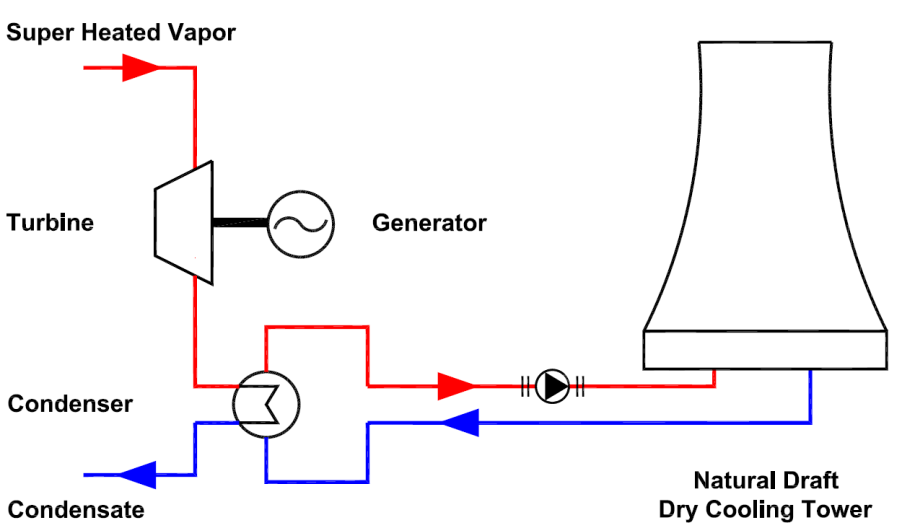 Super Heated Vapor
Turbine
Generator
Condenser
Condensate
Natural Draft
Dry Cooling Tower